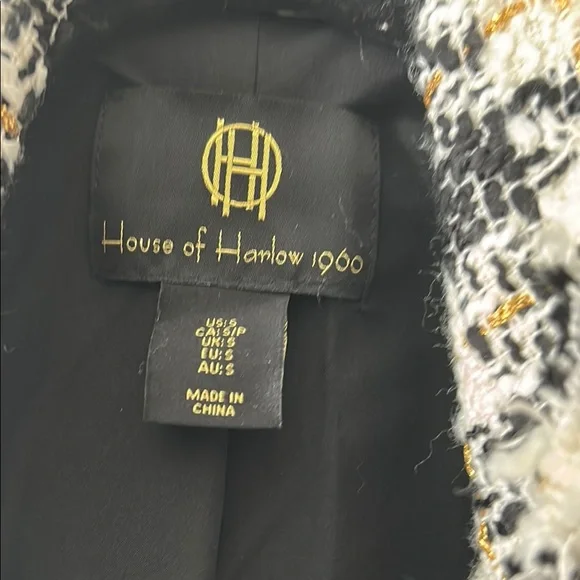 House of Harlow 1960
US: S
CA: S/P
UK: S
EU: S
AU: S
MADE IN
CHINA